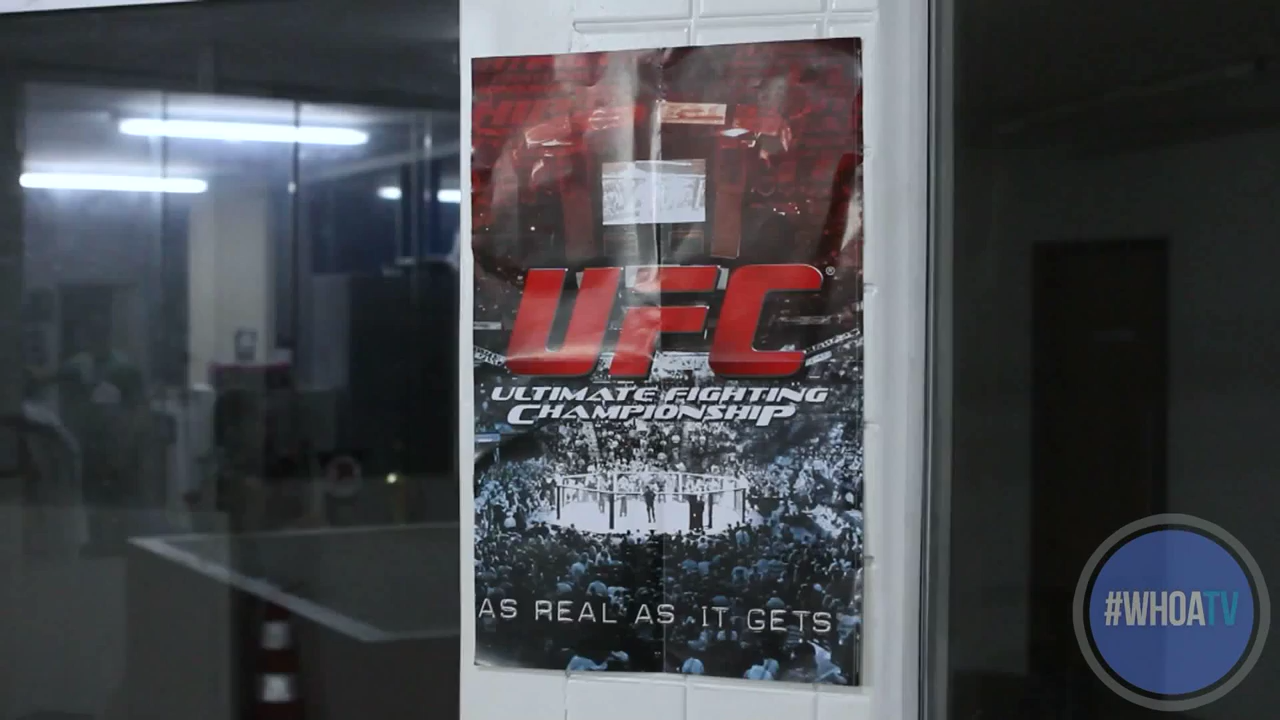 UFC®
ULTIMATE FIGHTING
CHAMPIONSHIP
AS REAL AS IT GETS
#WHOATV